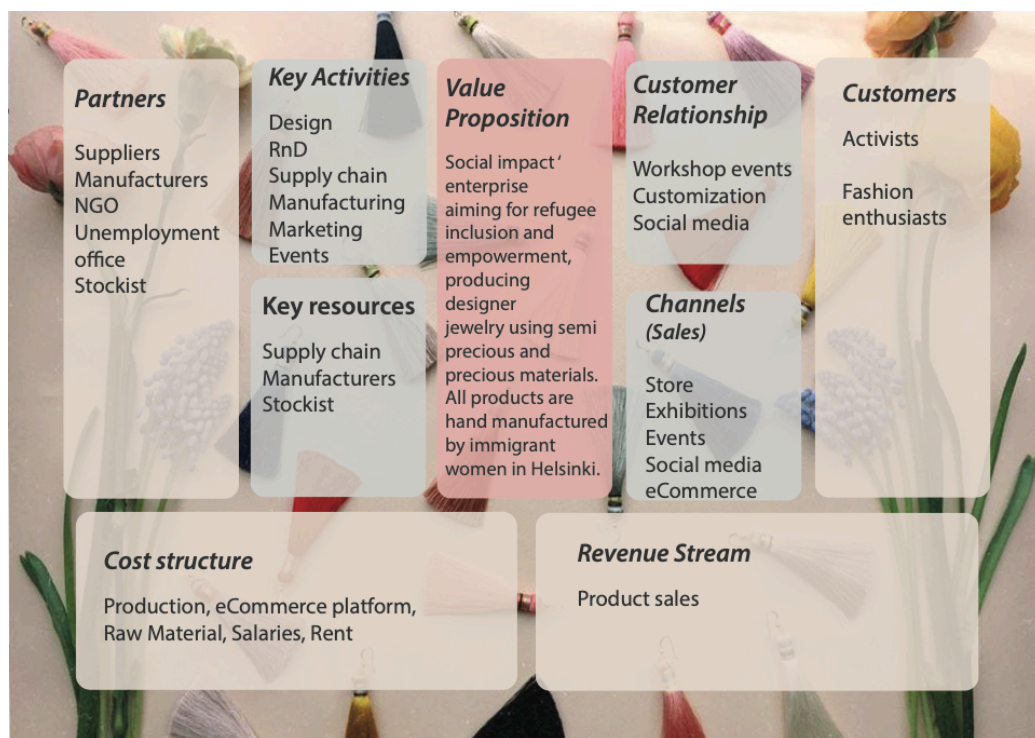 Partners
Suppliers
Manufacturers
NGO
Unemployment
office
Stockist
Key Activities
Design
RnD
Supply chain
Manufacturing
Marketing
Events
Key resources
Supply chain
Manufacturers
Stockist
Value
Proposition
Social impact ‘
enterprise
aiming for refugee
inclusion and
empowerment,
producing
designer
jewelry using semi
precious and
precious materials.
All products are
hand manufactured
by immigrant
women in Helsinki.
Customer
Relationship
Workshop events
Customization
Social media
Channels
(Sales)
Store
Exhibitions
Events
Social media
eCommerce
Customers
Activists
Fashion
enthusiasts
Cost structure
Production, eCommerce platform,
Raw Material, Salaries, Rent
Revenue Stream
Product sales